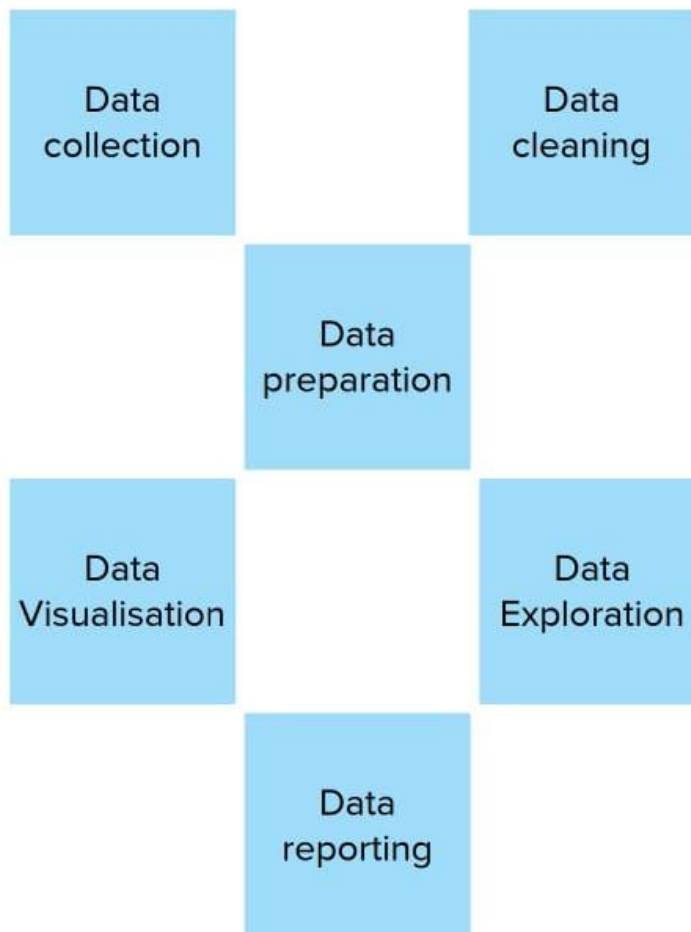 Data
collection
Data
cleaning
Data
preparation
Data
Visualisation
Data
Exploration
Data
reporting